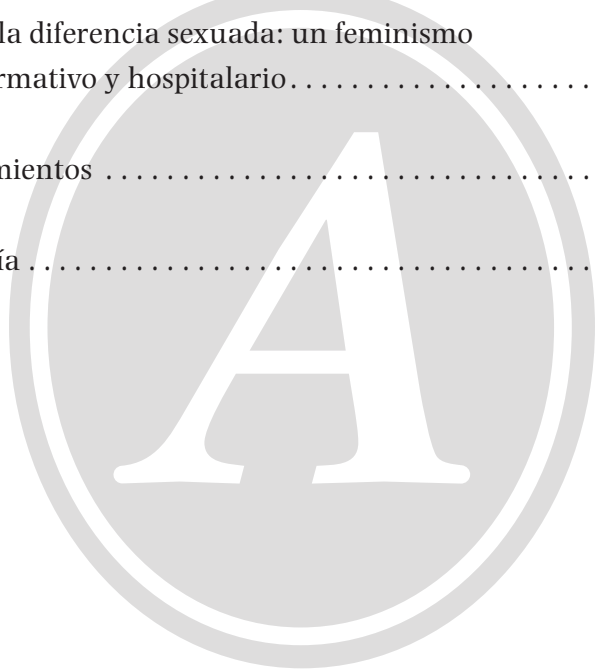 la diferencia sexuada: un feminismo
rmativo y hospitalario....................
mientos ................................
ía .....................................
A